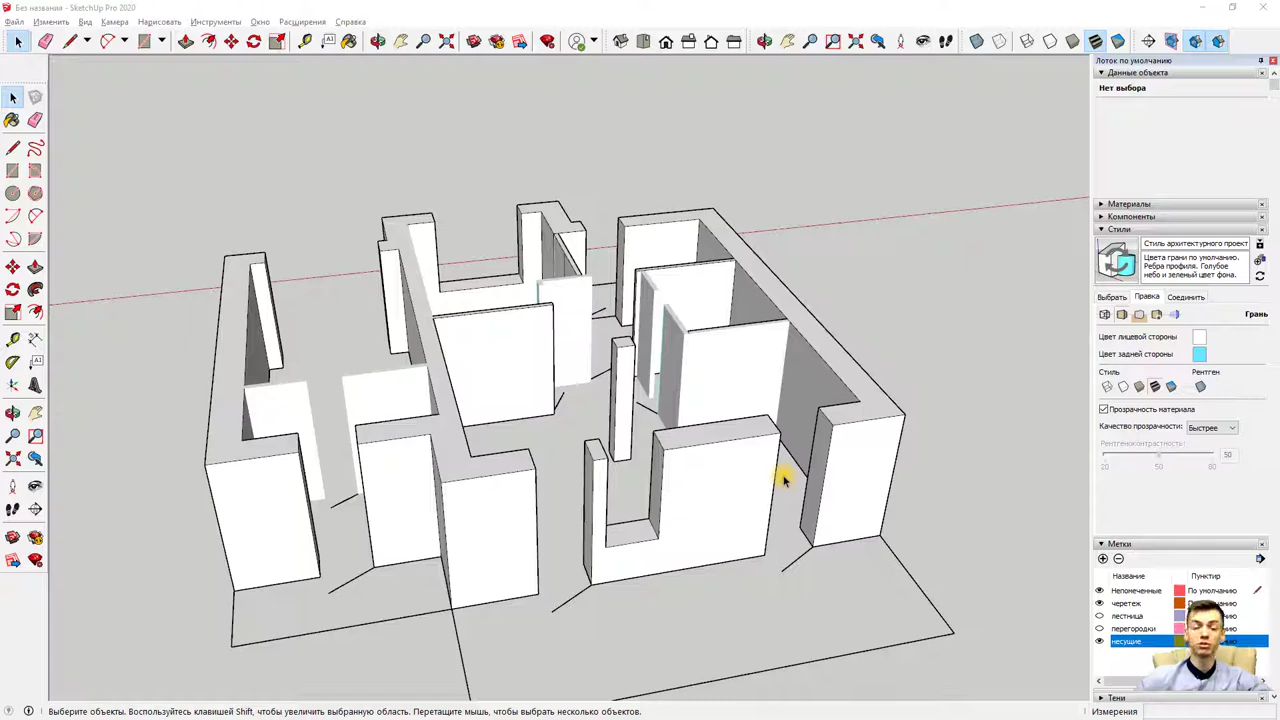 Без названия - SketchUp Pro 2020
Файл Изменить Вид Камера Нарисовать Инструменты Окно Расширения Справка
Лоток по умолчанию
Данные объекта
Нет выбора
Материалы
Компоненты
Стили
Стиль архитектурного проект
Цвета грани по умолчанию.
Ребра профиля. Голубое
небо и зеленый цвет фона.
Выбрать Правка Соединить
Грань
Цвет лицевой стороны
Цвет задней стороны
Стиль Рентген
Прозрачность материала
Качество прозрачности: Быстрее
Рентгеноконтрастность
50
20 50 80
Метки
Название Пунктир
Непомеченные По умолчанию
черетеж
лестница
перегородки
несущие
Тени
Выберите объекты. Воспользуйтесь клавишей Shift, чтобы увеличить выбранную область. Перетащите мышь, чтобы выбрать несколько объектов.
Измерения